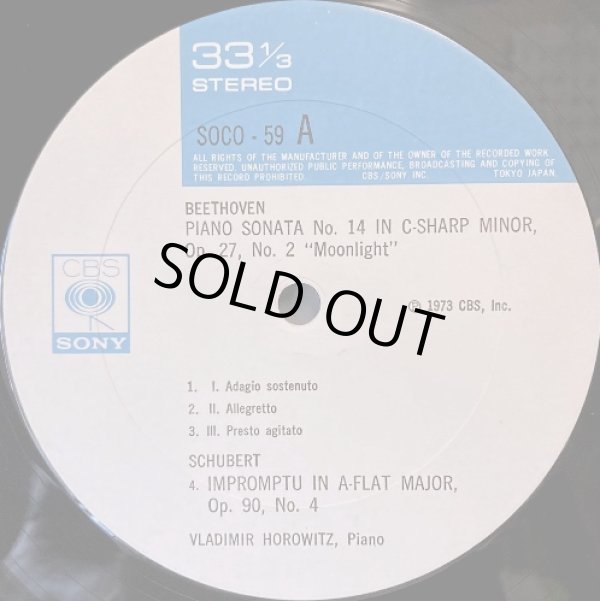 33 1/3
STEREO
SOCO - 59 A
ALL RIGHTS OF THE MANUFACTURER AND OF THE OWNER OF THE RECORDED WORK
RESERVED. UNAUTHORIZED PUBLIC PERFORMANCE, BROADCASTING AND COPYING OF
THIS RECORD PROHIBITED. CBS/SONY INC. TOKYO JAPAN.
BEETHOVEN
PIANO SONATA No. 14 IN C-SHARP MINOR,
Op. 27, No. 2 “Moonlight”
CBS
SONY
SOLD OUT
℗ 1973 CBS, Inc.
1. I. Adagio sostenuto
2. II. Allegretto
3. III. Presto agitato
SCHUBERT
4. IMPROMPTU IN A-FLAT MAJOR,
Op. 90, No. 4
VLADIMIR HOROWITZ, Piano